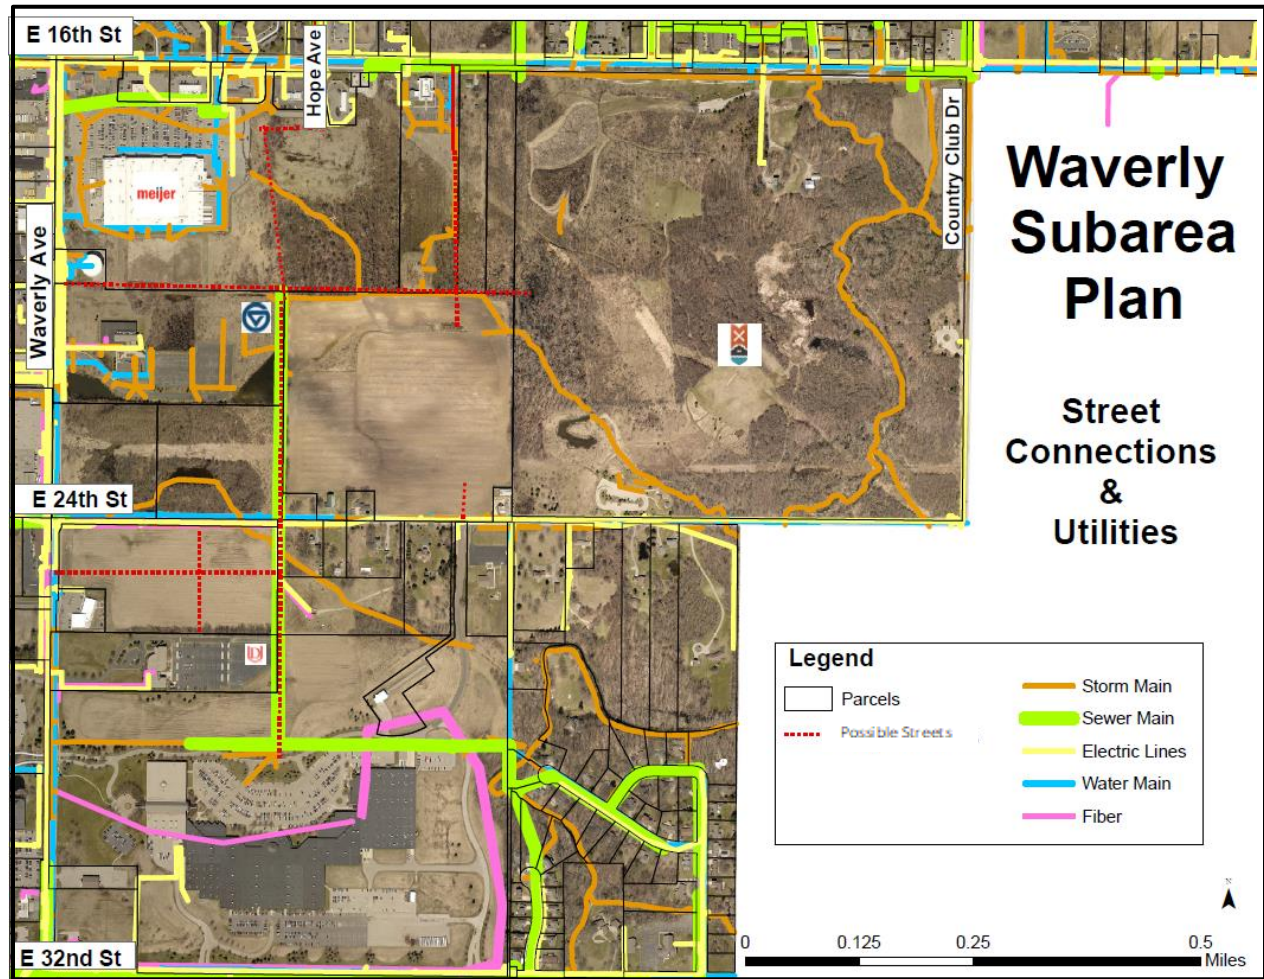 E 16th St
Hope Ave
Country Club Dr
Waverly
Subarea
Plan
meijer
Waverly Ave
Street
Connections
&
Utilities
E 24th St
Legend
Parcels
Possible Streets
Storm Main
Sewer Main
Electric Lines
Water Main
Fiber
E 32nd St
N
0 0.125 0.25 0.5
Miles